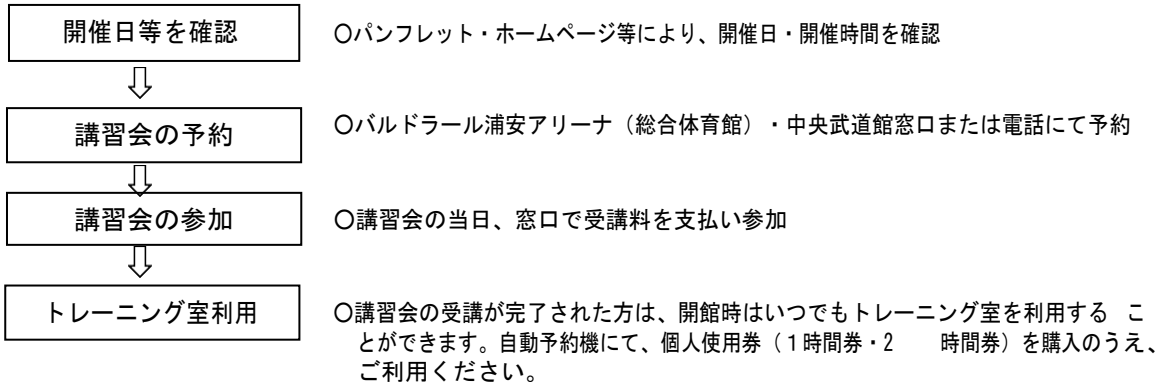 開催日等を確認
○パンフレット・ホームページ等により、開催日・開催時間を確認
講習会の予約
○バルドラール浦安アリーナ（総合体育館）・中央武道館窓口または電話にて予約
講習会の参加
○講習会の当日、窓口で受講料を支払い参加
トレーニング室利用
○講習会の受講が完了された方は、開館時はいつでもトレーニング室を利用する こ
とができます。自動予約機にて、個人使用券（１時間券・2 時間券）を購入のうえ、
ご利用ください。